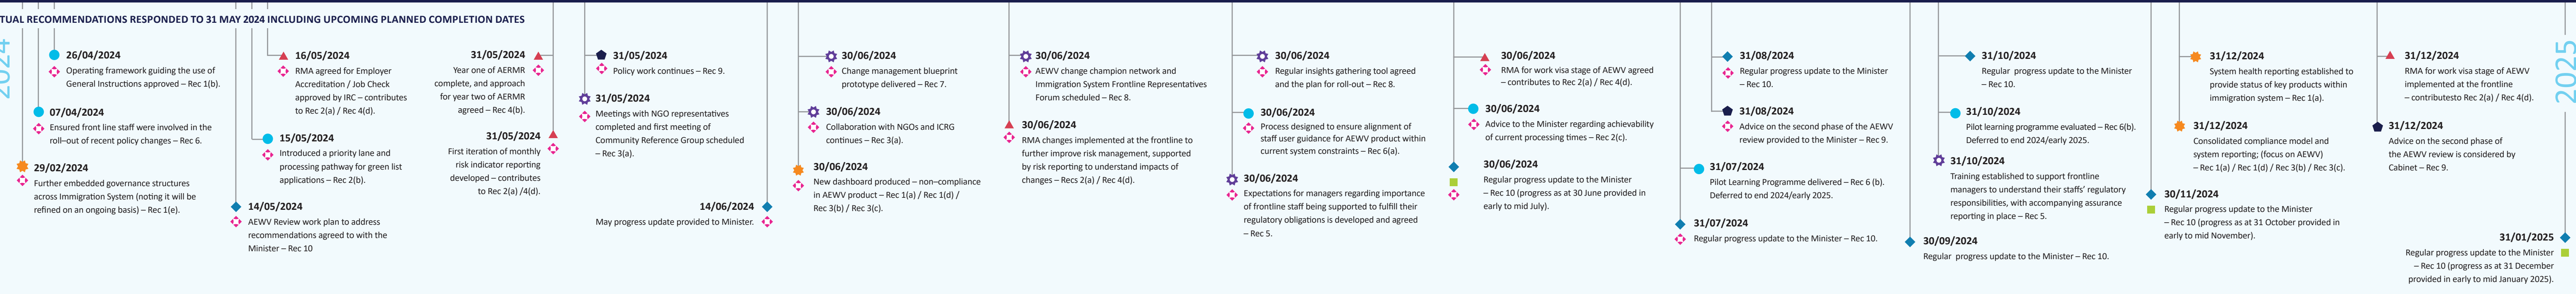 TUAL RECOMMENDATIONS RESPONDED TO 31 MAY 2024 INCLUDING UPCOMING PLANNED COMPLETION DATES
2024
26/04/2024
Operating framework guiding the use of
General Instructions approved – Rec 1(b).
07/04/2024
Ensured front line staff were involved in the
roll–out of recent policy changes – Rec 6.
29/02/2024
Further embedded governance structures
across Immigration System (noting it will be
refined on an ongoing basis) – Rec 1(e).
16/05/2024
RMA agreed for Employer
Accreditation / Job Check
approved by IRC – contributes
to Rec 2(a) / Rec 4(d).
15/05/2024
Introduced a priority lane and
processing pathway for green list
applications – Rec 2(b).
14/05/2024
AEWV Review work plan to address
recommendations agreed to with the
Minister – Rec 10
31/05/2024
Year one of AERMR
complete, and approach
for year two of AERMR
agreed – Rec 4(b).
31/05/2024
First iteration of monthly
risk indicator reporting
developed – contributes
to Rec 2(a) /4(d).
31/05/2024
Policy work continues – Rec 9.
31/05/2024
Meetings with NGO representatives
completed and first meeting of
Community Reference Group scheduled
– Rec 3(a).
14/06/2024
May progress update provided to Minister.
30/06/2024
Change management blueprint
prototype delivered – Rec 7.
30/06/2024
Collaboration with NGOs and ICRG
continues – Rec 3(a).
30/06/2024
New dashboard produced – non–compliance
in AEWV product – Rec 1(a) / Rec 1(d) /
Rec 3(b) / Rec 3(c).
30/06/2024
AEWV change champion network and
Immigration System Frontline Representatives
Forum scheduled – Rec 8.
30/06/2024
RMA changes implemented at the frontline to
further improve risk management, supported
by risk reporting to understand impacts of
changes – Recs 2(a) / Rec 4(d).
30/06/2024
Regular insights gathering tool agreed
and the plan for roll-out – Rec 8.
30/06/2024
Process designed to ensure alignment of
staff user guidance for AEWV product within
current system constraints – Rec 6(a).
30/06/2024
Expectations for managers regarding importance
of frontline staff being supported to fulfill their
regulatory obligations is developed and agreed
– Rec 5.
30/06/2024
RMA for work visa stage of AEWV agreed
– contributes to Rec 2(a) / Rec 4(d).
30/06/2024
Advice to the Minister regarding achievability
of current processing times – Rec 2(c).
30/06/2024
Regular progress update to the Minister
– Rec 10 (progress as at 30 June provided in
early to mid July).
31/08/2024
Regular progress update to the Minister
– Rec 10.
31/08/2024
Advice on the second phase of the AEWV
review provided to the Minister – Rec 9.
31/07/2024
Pilot Learning Programme delivered – Rec 6 (b).
Deferred to end 2024/early 2025.
31/07/2024
Regular progress update to the Minister – Rec 10.
31/10/2024
Regular progress update to the Minister
– Rec 10.
31/10/2024
Pilot learning programme evaluated – Rec 6(b).
Deferred to end 2024/early 2025.
31/10/2024
Training established to support frontline
managers to understand their staffs' regulatory
responsibilities, with accompanying assurance
reporting in place – Rec 5.
30/09/2024
Regular progress update to the Minister – Rec 10.
31/12/2024
System health reporting established to
provide status of key products within
immigration system – Rec 1(a).
31/12/2024
Consolidated compliance model and
system reporting; (focus on AEWV)
– Rec 1(a) / Rec 1(d) / Rec 3(b) / Rec 3(c).
30/11/2024
Regular progress update to the Minister
– Rec 10 (progress as at 31 October provided in
early to mid November).
31/12/2024
RMA for work visa stage of AEWV
implemented at the frontline
– contributesto Rec 2(a) / Rec 4(d).
31/12/2024
Advice on the second phase of
the AEWV review is considered by
Cabinet – Rec 9.
31/01/2025
Regular progress update to the Minister
– Rec 10 (progress as at 31 December
provided in early to mid January 2025).
2025